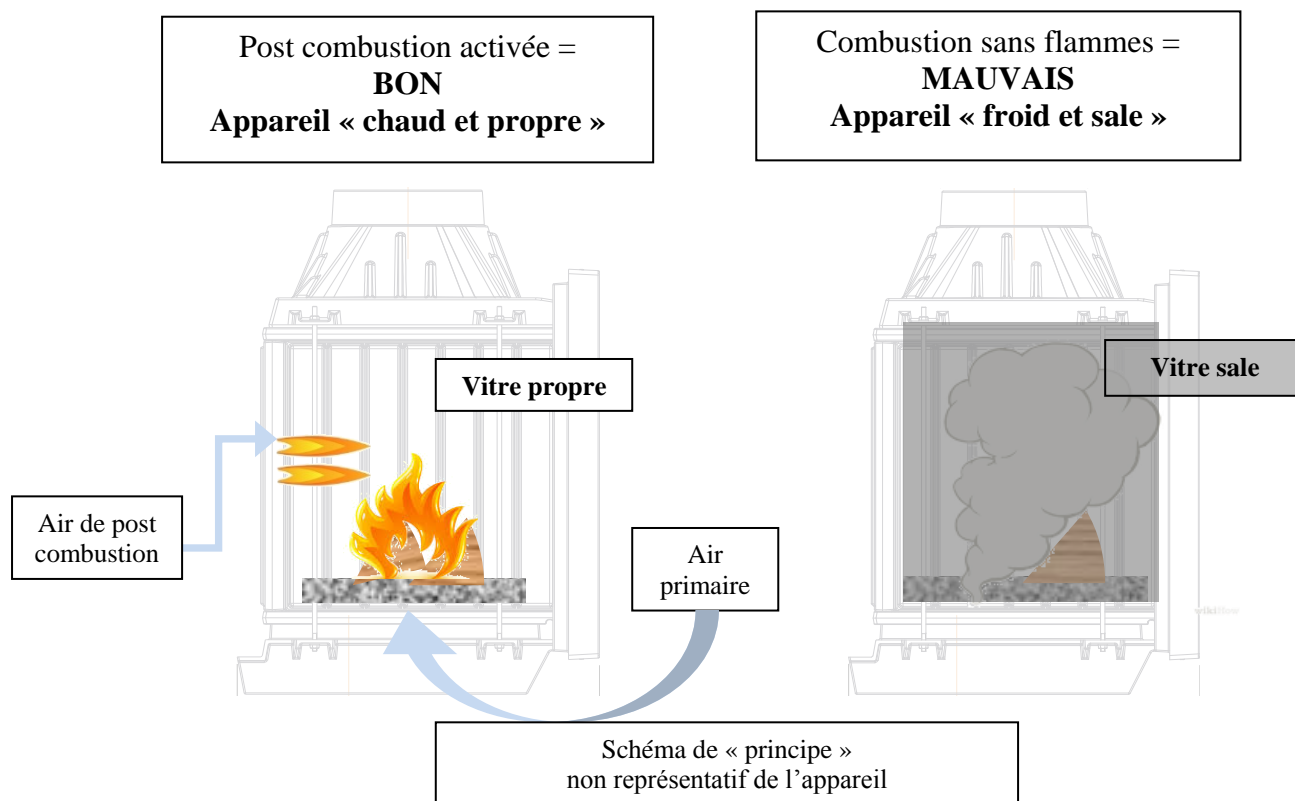 Post combustion activée =
BON
Appareil « chaud et propre »
Combustion sans flammes =
MAUVAIS
Appareil « froid et sale »
Vitre propre
Vitre sale
Air de post
combustion
Air
primaire
wikiHow
Schéma de « principe »
non représentatif de l’appareil